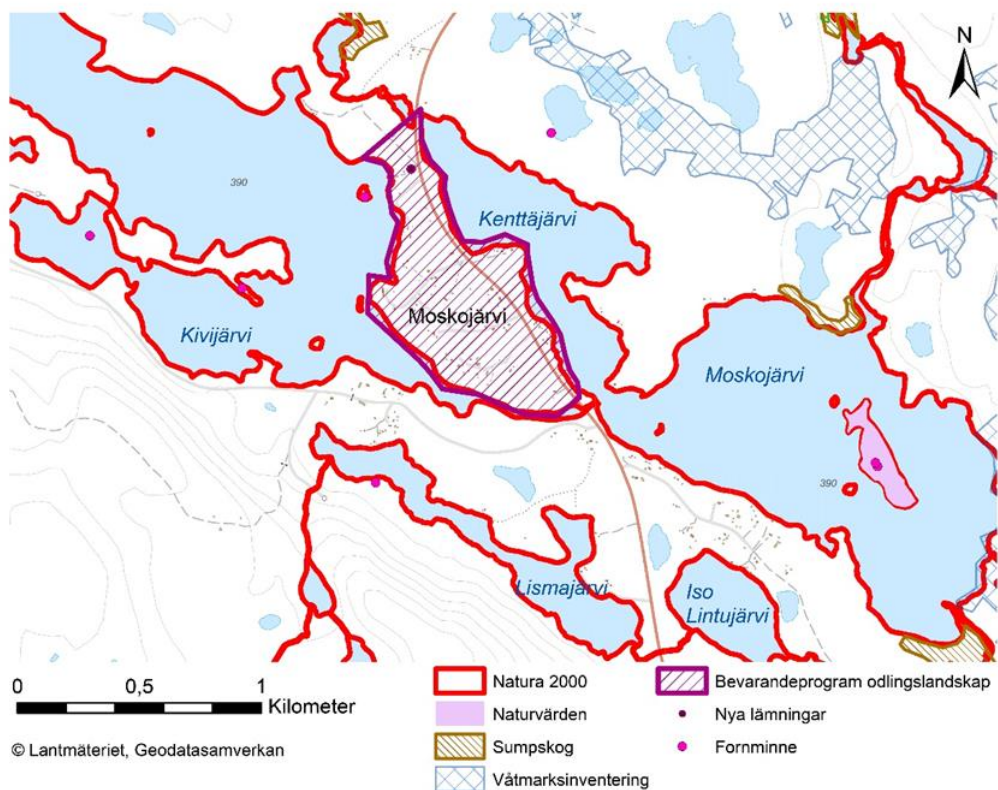 N
390
Kenttäjärvi
Moskojärvi
Kivijärvi
Moskojärvi
390
Lismajärvi
Iso
Lintujärvi
0 0,5 1
Kilometer
© Lantmäteriet, Geodatasamverkan
Natura 2000
Naturvärden
Sumpskog
Våtmarksinventering
Bevarandeprogram odlingslandskap
Nya lämningar
Fornminne